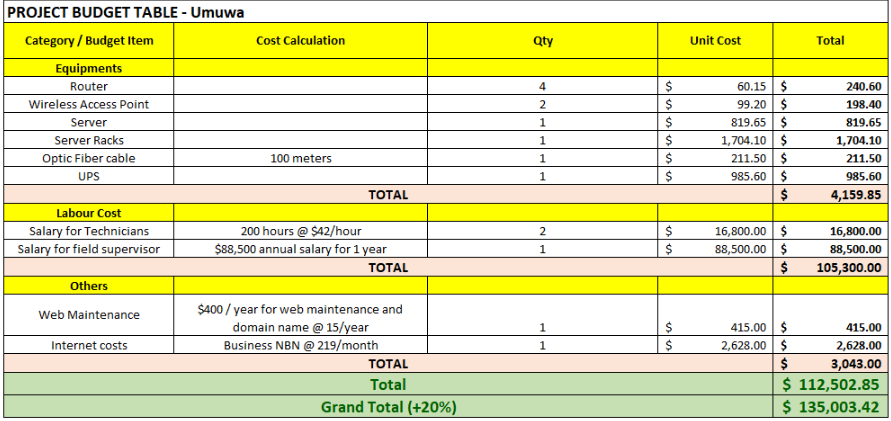 PROJECT BUDGET TABLE - Umuwa
Category / Budget Item Cost Calculation Qty Unit Cost Total
Equipments
Router 4 $ 60.15 $ 240.60
Wireless Access Point 2 $ 99.20 $ 198.40
Server 1 $ 819.65 $ 819.65
Server Racks 1 $ 1,704.10 $ 1,704.10
Optic Fiber cable 100 meters 1 $ 211.50 $ 211.50
UPS 1 $ 985.60 $ 985.60
TOTAL $ 4,159.85
Labour Cost
Salary for Technicians 200 hours @ $42/hour 2 $ 16,800.00 $ 16,800.00
Salary for field supervisor $88,500 annual salary for 1 year 1 $ 88,500.00 $ 88,500.00
TOTAL $ 105,300.00
Others
Web Maintenance $400 / year for web maintenance and
domain name @ 15/year 1 $ 415.00 $ 415.00
Internet costs Business NBN @ 219/month 1 $ 2,628.00 $ 2,628.00
TOTAL $ 3,043.00
Total $ 112,502.85
Grand Total (+20%) $ 135,003.42